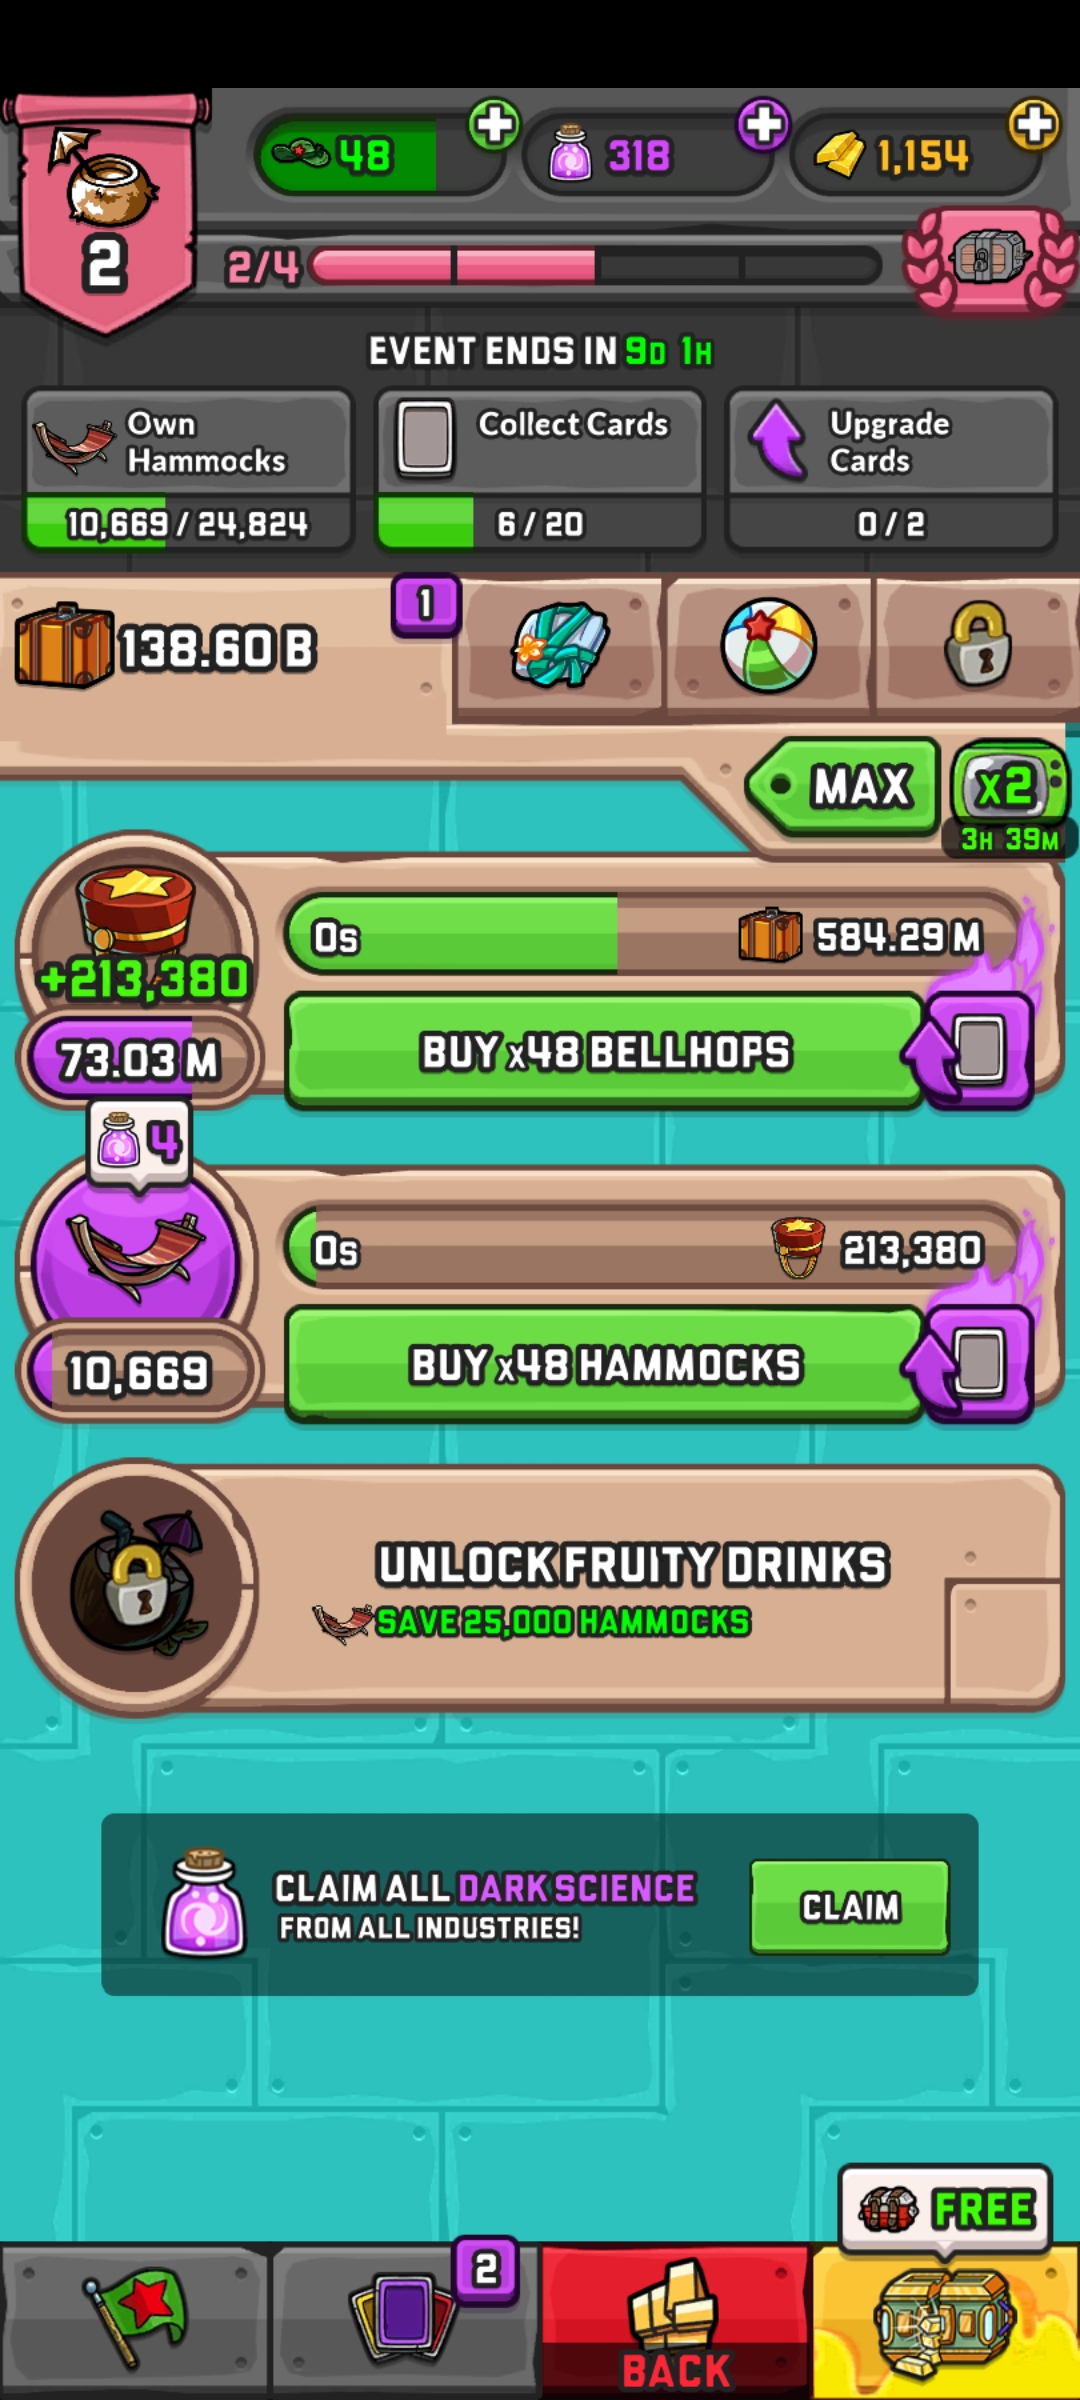 48
318
1,154
2
2/4
EVENT ENDS IN 9D 1H
Own
Hammocks
10,669 / 24,824
Collect Cards
6 / 20
Upgrade
Cards
0 / 2
138.60 B
1
MAX
x2
3H 39M
+213,380
73.03 M
0s
584.29 M
BUY x48 BELLHOPS
4
10,669
0s
213,380
BUY x48 HAMMOCKS
UNLOCK FRUITY DRINKS
SAVE 25,000 HAMMOCKS
CLAIM ALL DARK SCIENCE
FROM ALL INDUSTRIES!
CLAIM
FREE
2
BACK